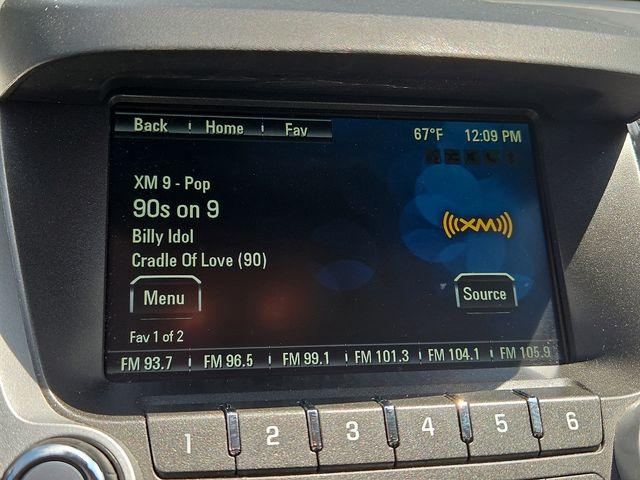 Back Home Fav 67°F 12:09 PM
XM 9 - Pop
90s on 9
Billy Idol
Cradle Of Love (90)
((XM))
Menu Source
Fav 1 of 2
FM 93.7 FM 96.5 FM 99.1 FM 101.3 FM 104.1 FM 105.9
1 2 3 4 5 6